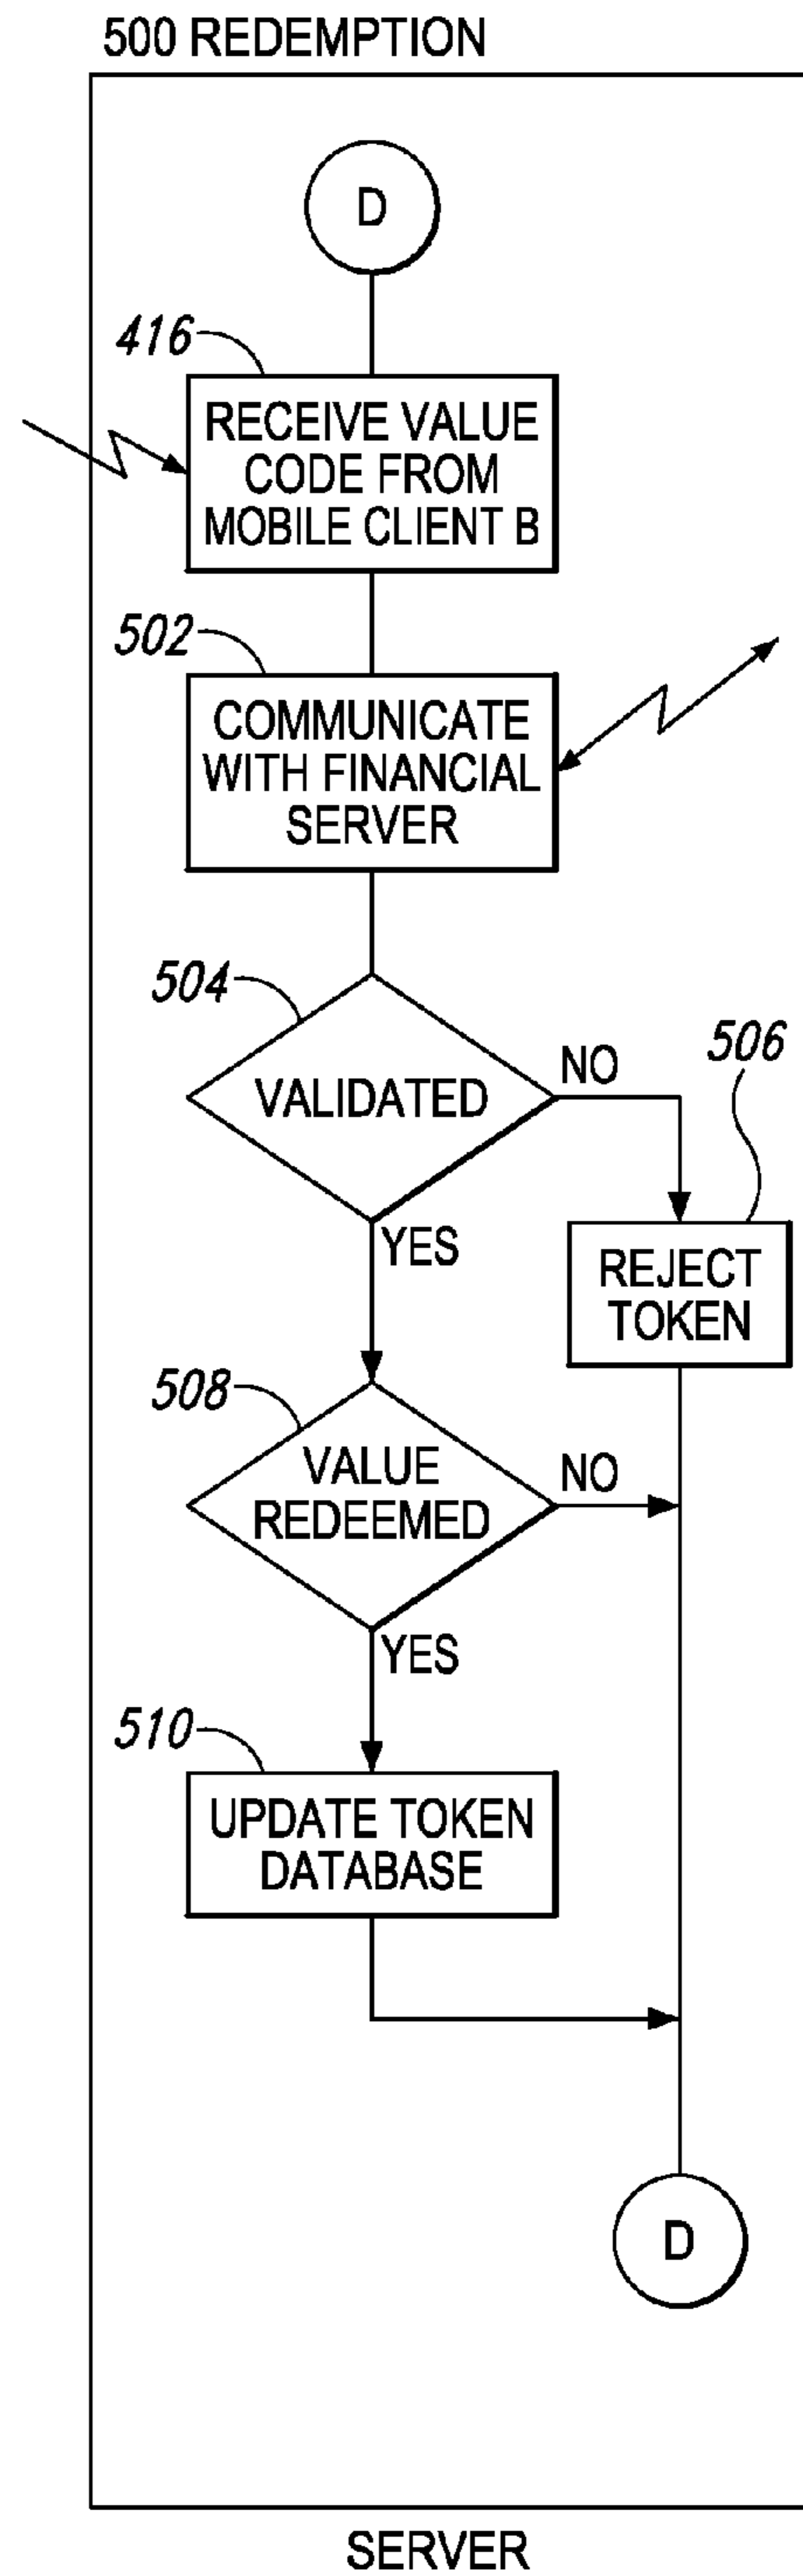 500 REDEMPTION
D
416
RECEIVE VALUE
CODE FROM
MOBILE CLIENT B
502
COMMUNICATE
WITH FINANCIAL
SERVER
504
VALIDATED
NO
506
YES
REJECT
TOKEN
508
VALUE
REDEEMED
NO
YES
510
UPDATE TOKEN
DATABASE
D
SERVER